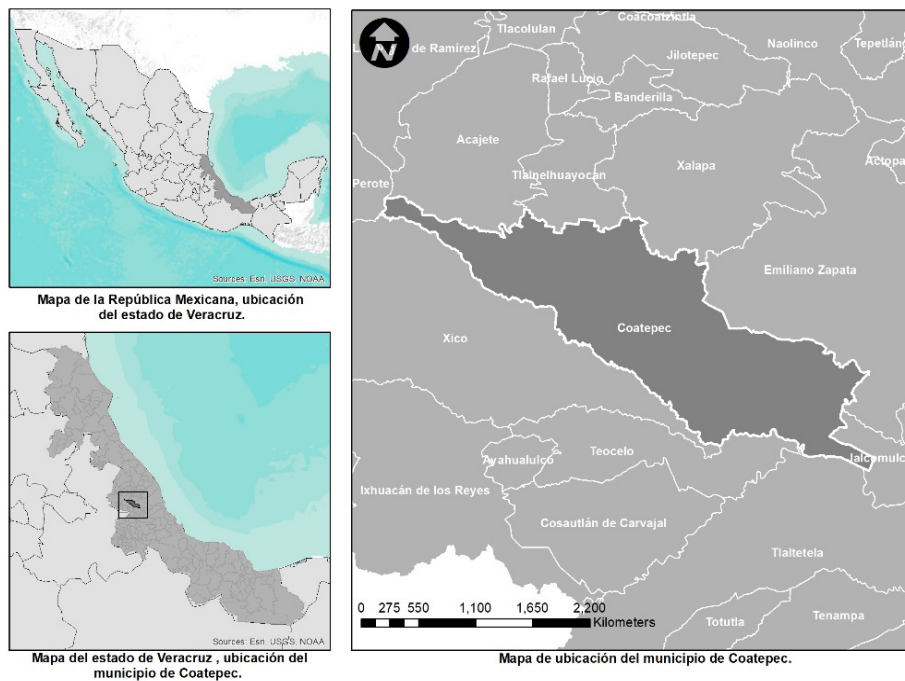 Sources: Esri, USGS, NOAA
Mapa de la República Mexicana, ubicación
del estado de Veracruz.
Sources: Esri, USGS, NOAA
Mapa del estado de Veracruz , ubicación del
municipio de Coatepec.
N
Coacoatzintla
Tlacolulan
de Ramírez
Naolinco
Tepetlán
Jilotepec
Rafael Lucio
Banderilla
Acajete
Xalapa
Actopa
Tlalnelhuayocan
Perote
Emiliano Zapata
Coatepec
Xico
Teocelo
Ayahualulco
Jalcomulco
Ixhuacán de los Reyes
Cosautlán de Carvajal
Tlaltetela
0 275 550 1,100 1,650 2,200
Kilometers
Totutla
Tenampa
Mapa de ubicación del municipio de Coatepec.